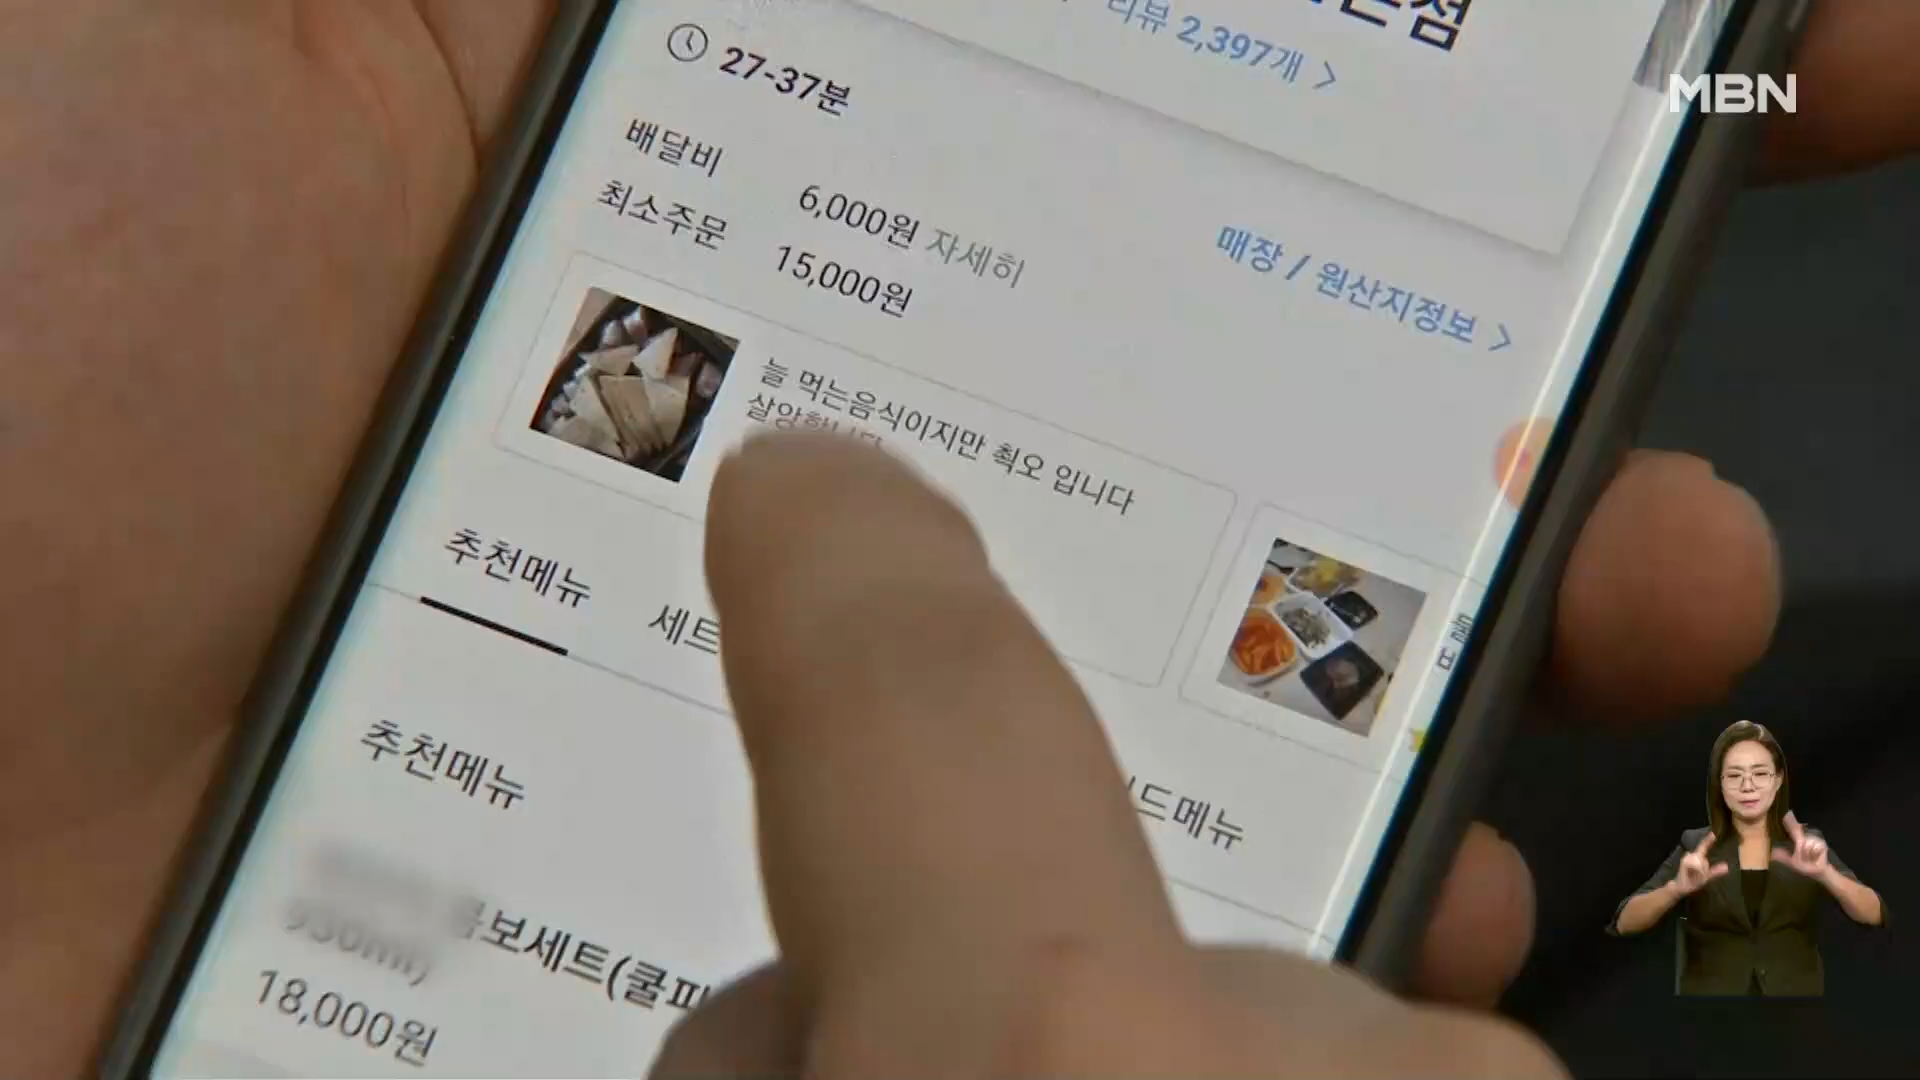 리뷰 2,397개 >
MBN
27-37분
배달비 6,000원 자세히
최소주문 15,000원
매장 / 원산지정보 >
늘 먹는음식이지만 쵝오 입니다
추천메뉴 세트
추천메뉴
드메뉴
보세트(쿨피
18,000원